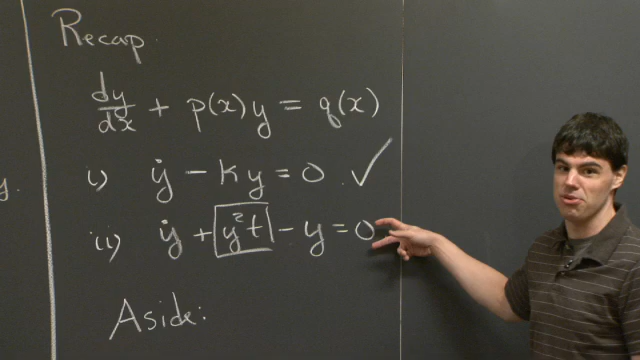 Recap.
dy/dx + p(x)y = q(x)
i) ẏ - ky = 0 ✓
y.
ii) ẏ + y²t - y = 0
Aside: